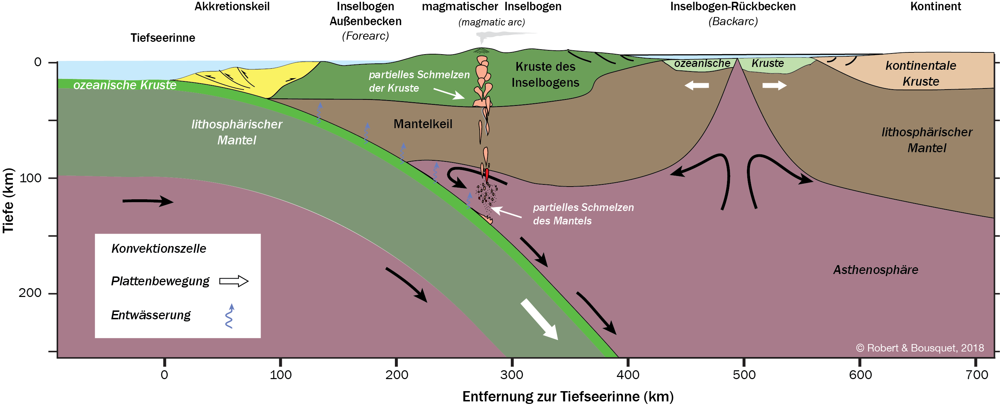 Akkretionskeil
Inselbogen
Außenbecken
(Forearc)
magmatischer Inselbogen
(magmatic arc)
Inselbogen-Rückbecken
(Backarc)
Kontinent
Tiefseerinne
0
100
200
Tiefe (km)
ozeanische Kruste
lithosphärischer
Mantel
partielles Schmelzen
der Kruste
Kruste des
Inselbogens
ozeanische Kruste
kontinentale
Kruste
Mantelkeil
lithosphärischer
Mantel
partielles Schmelzen
des Mantels
Asthenosphäre
Konvektionszelle
Plattenbewegung
Entwässerung
© Robert & Bousquet, 2018
0 100 200 300 400 500 600 700
Entfernung zur Tiefseerinne (km)